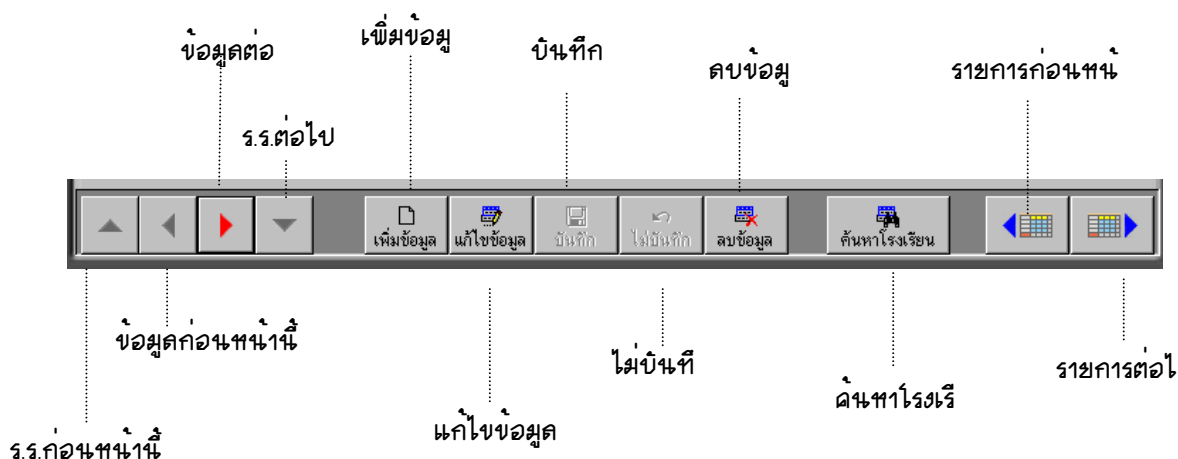 เพิ่มข้อมู
ข้อมูลต่อ
บันทึก
ลบข้อมู
รายการก่อนหน้
ร.ร.ต่อไป
เพิ่มข้อมูล
แก้ไขข้อมูล
บันทึก
ไม่บันทึก
ลบข้อมูล
ค้นหาโรงเรียน
ข้อมูลก่อนหน้านี้
ไม่บันทึ
รายการต่อไ
ค้นหาโรงเรี
แก้ไขข้อมูล
ร.ร.ก่อนหน้านี้